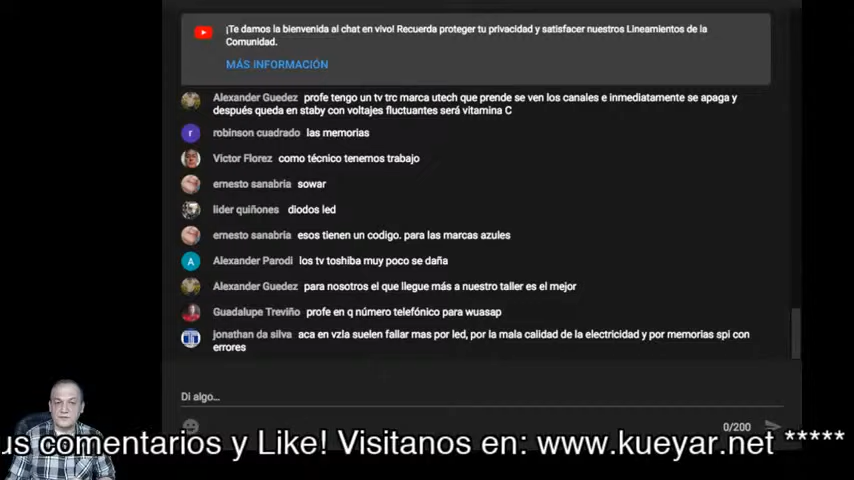 ¡Te damos la bienvenida al chat en vivo! Recuerda proteger tu privacidad y satisfacer nuestros Lineamientos de la
Comunidad.
MÁS INFORMACIÓN
Alexander Guedez profe tengo un tv trc marca utech que prende se ven los canales e inmediatamente se apaga y
después queda en staby con voltajes fluctuantes será vitamina C
r robinson cuadrado las memorias
Victor Florez como técnico tenemos trabajo
ernesto sanabria sowar
lider quiñones diodos led
ernesto sanabria esos tienen un codigo. para las marcas azules
A Alexander Parodi los tv toshiba muy poco se daña
Alexander Guedez para nosotros el que llegue más a nuestro taller es el mejor
Guadalupe Treviño profe en q número telefónico para wuasap
jonathan da silva aca en vzla suelen fallar mas por led, por la mala calidad de la electricidad y por memorias spi con
errores
Di algo...
0/200
us comentarios y Like! Visitanos en: www.kueyar.net *****